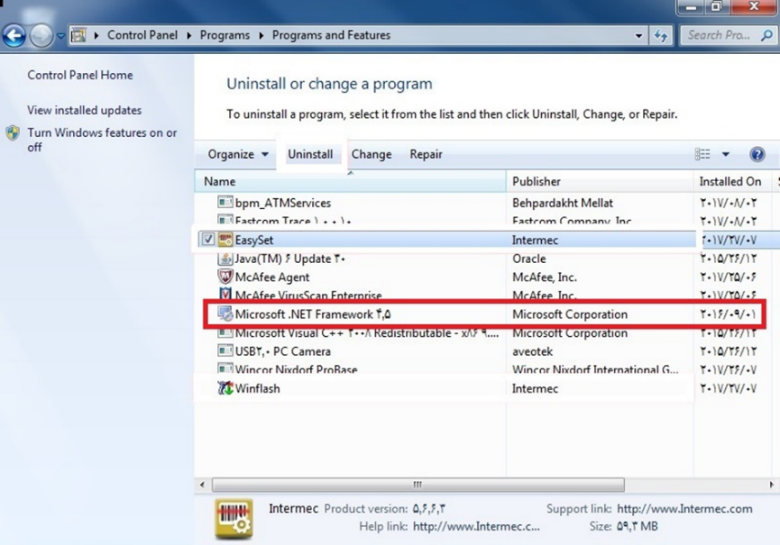 Control Panel Programs Programs and Features Search Pro...
Control Panel Home
View installed updates
Turn Windows features on or off
Uninstall or change a program
To uninstall a program, select it from the list and then click Uninstall, Change, or Repair.
Organize Uninstall Change Repair
Name Publisher Installed On
bpm_ATMServices Behpardakht Mellat ۲۰۱۷/۰۸/۰۲
Eastcom Trace ۱.۰.۰.۱۰ Eastcom Company, Inc
EasySet Intermec ۲۰۱۷/۲۷/۰۷
Java(TM) ۶ Update ۲۰ Oracle ۲۰۱۵/۲۶/۱۲
McAfee Agent McAfee, Inc. ۲۰۱۷/۲۵/۰۶
McAfee VirusScan Enterprise McAfee, Inc. ۲۰۱۷/۲۵/۰۶
Microsoft .NET Framework ۴,۵ Microsoft Corporation ۲۰۱۶/۰۹/۰۱
Microsoft Visual C++ ۲۰۰۸ Redistributable - x۸۶ ۹.... Microsoft Corporation ۲۰۱۵/۲۶/۱۲
USB۲,۰ PC Camera aveotek ۲۰۱۵/۲۶/۱۲
Wincor Nixdorf ProBase Wincor Nixdorf International G... ۲۰۱۷/۲۶/۰۷
Winflash Intermec ۲۰۱۷/۲۷/۰۷
Intermec Product version: ۵,۶,۶,۳ Support link: http://www.Intermec.com
Help link: http://www.Intermec.c... Size: ۵۹,۳ MB